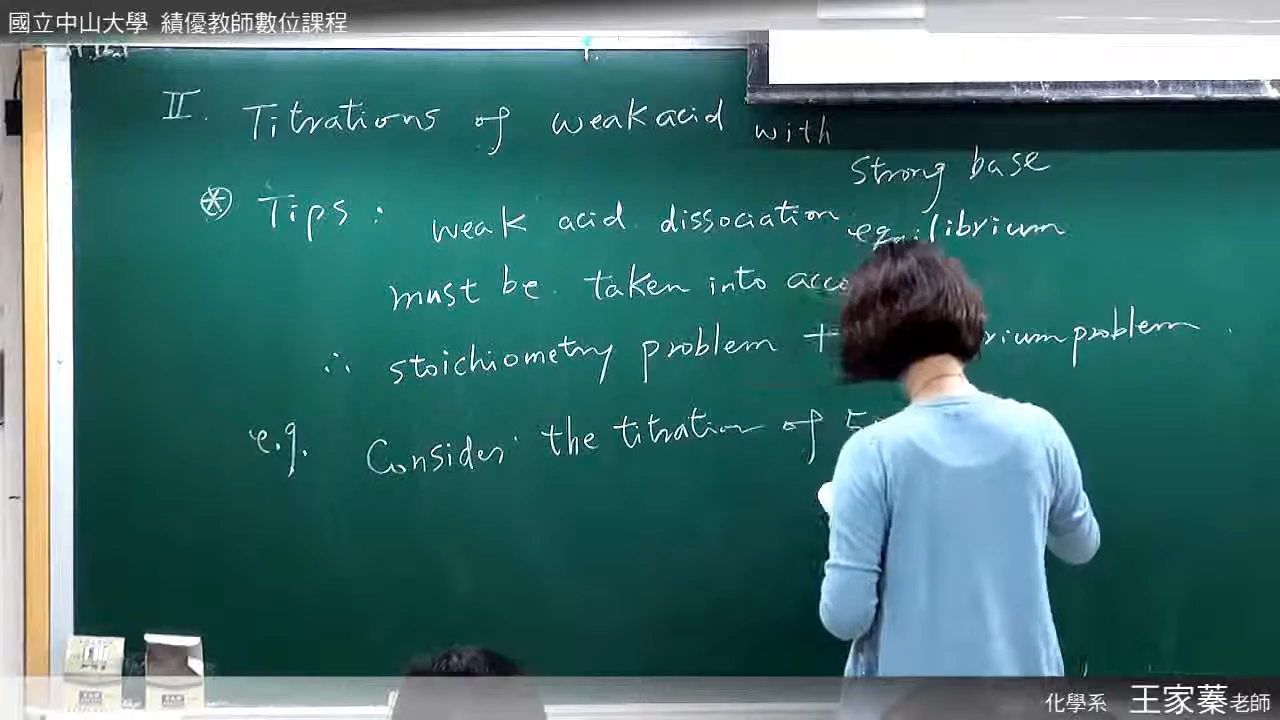 國立中山大學 績優教師數位課程
II. Titrations of weak acid with
strong base
⊛ Tips: weak acid dissociation equilibrium
must be taken into acco
∴ stoichiometry problem + rium problem.
e.g. Consider the titration of 5
化學系 王家蓁老師